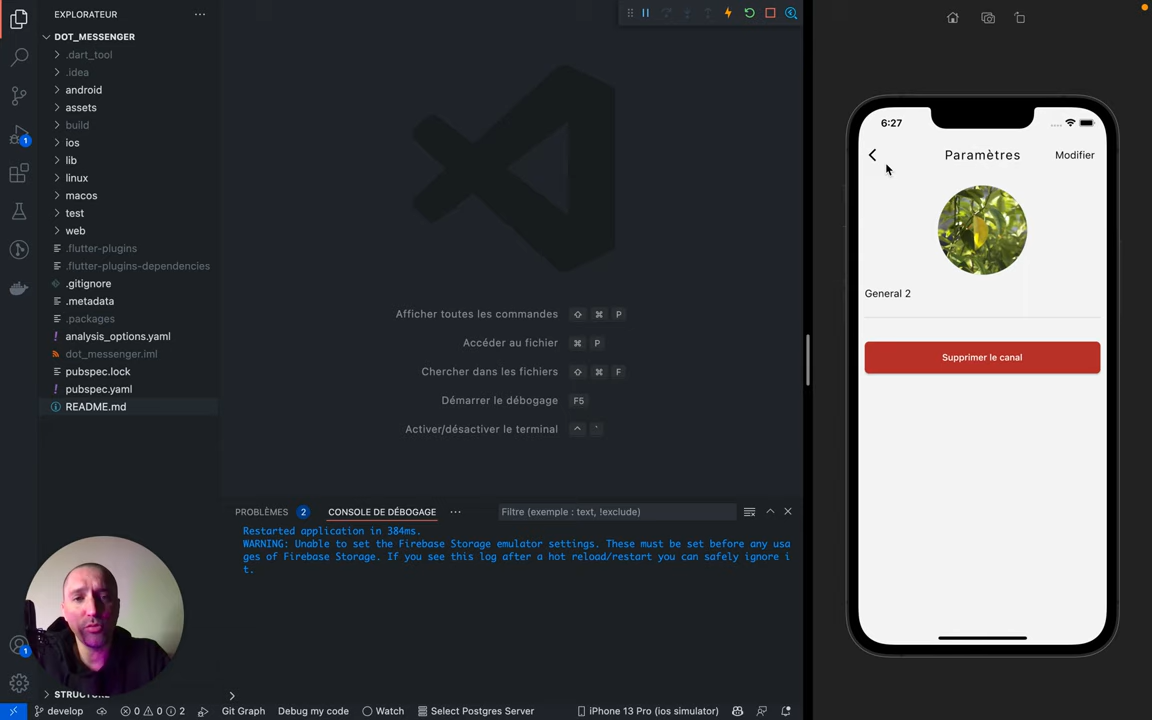 EXPLORATEUR
DOT_MESSENGER
.dart_tool
.idea
android
assets
build
ios
lib
linux
macos
test
web
.flutter-plugins
.flutter-plugins-dependencies
.gitignore
.metadata
.packages
analysis_options.yaml
dot_messenger.iml
pubspec.lock
pubspec.yaml
README.md
Afficher toutes les commandes ⇧ ⌘ P
Accéder au fichier ⌘ P
Chercher dans les fichiers ⇧ ⌘ F
Démarrer le débogage F5
Activer/désactiver le terminal ^ `
PROBLÈMES 2 CONSOLE DE DÉBOGAGE
Filtre (exemple : text, !exclude)
Restarted application in 384ms.
WARNING: Unable to set the Firebase Storage emulator settings. These must be set before any usa
ges of Firebase Storage. If you see this log after a hot reload/restart you can safely ignore i
t.
6:27
Paramètres Modifier
General 2
Supprimer le canal
1
1
develop 0 0 2 Git Graph Debug my code Watch Select Postgres Server iPhone 13 Pro (ios simulator)